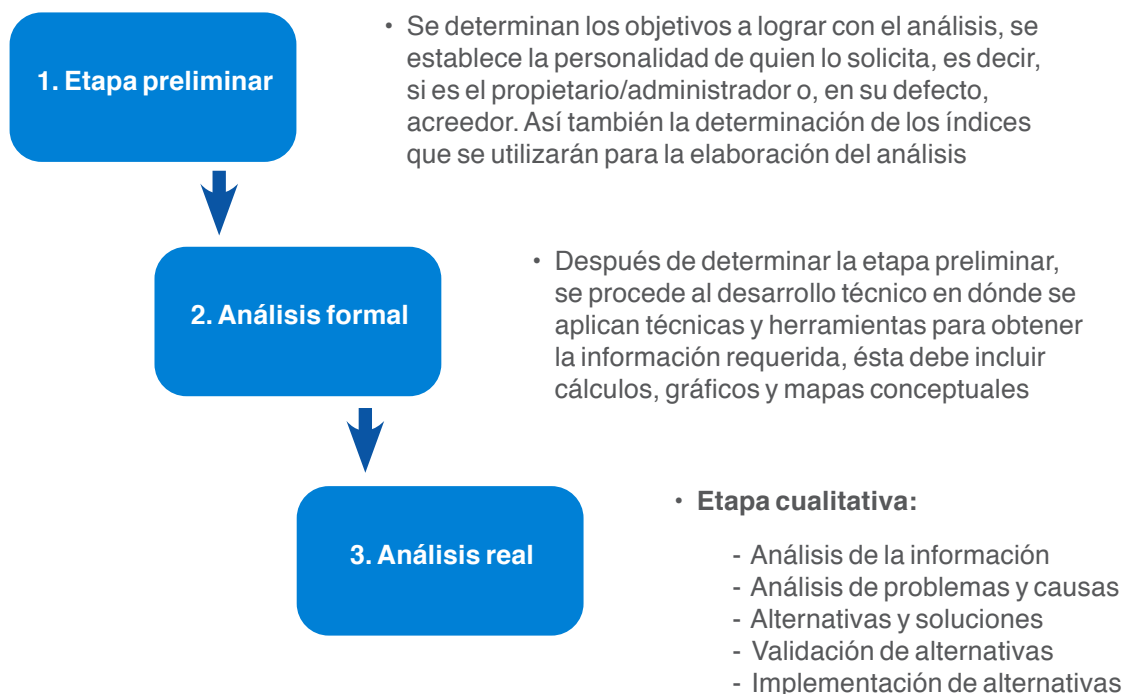 1. Etapa preliminar
• Se determinan los objetivos a lograr con el análisis, se
establece la personalidad de quien lo solicita, es decir,
si es el propietario/administrador o, en su defecto,
acreedor. Así también la determinación de los índices
que se utilizarán para la elaboración del análisis
2. Análisis formal
• Después de determinar la etapa preliminar,
se procede al desarrollo técnico en dónde se
aplican técnicas y herramientas para obtener
la información requerida, ésta debe incluir
cálculos, gráficos y mapas conceptuales
3. Análisis real
• Etapa cualitativa:
- Análisis de la información
- Análisis de problemas y causas
- Alternativas y soluciones
- Validación de alternativas
- Implementación de alternativas